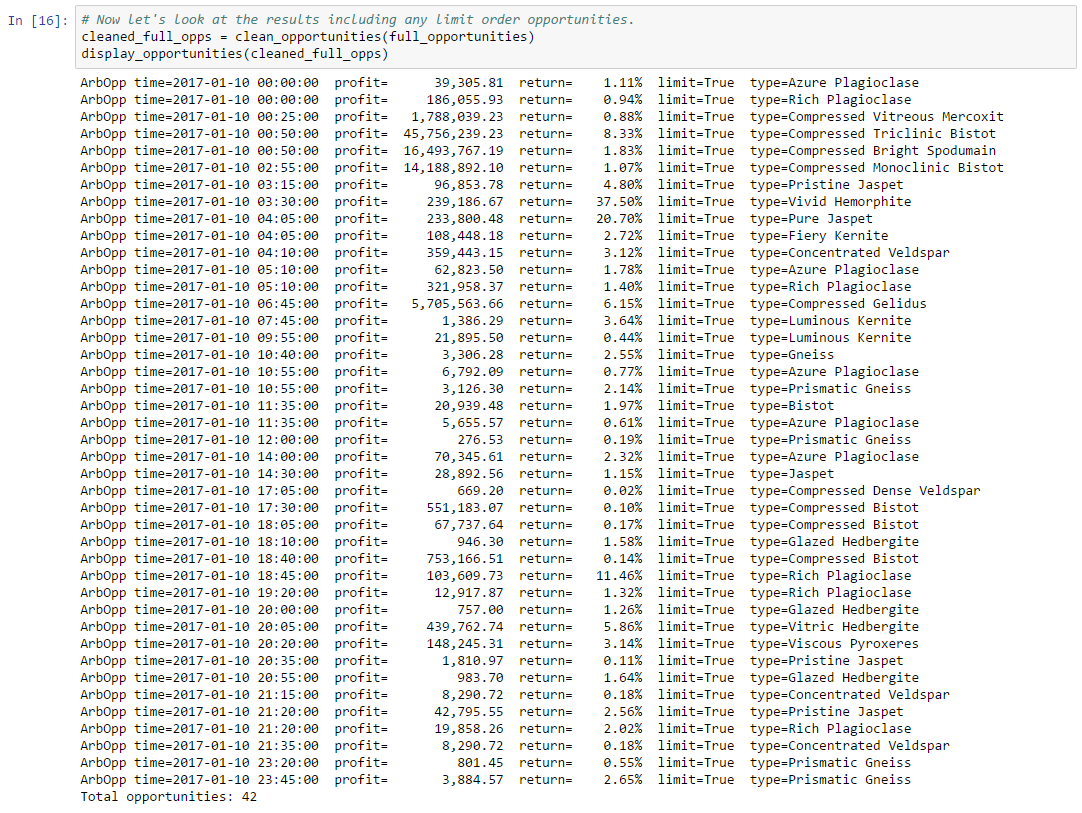 In [16]: # Now let's look at the results including any limit order opportunities.
cleaned_full_opps = clean_opportunities(full_opportunities)
display_opportunities(cleaned_full_opps)
ArbOpp time=2017-01-10 00:00:00 profit= 39,305.81 return= 1.11% limit=True type=Azure Plagioclase
ArbOpp time=2017-01-10 00:00:00 profit= 186,055.93 return= 0.94% limit=True type=Rich Plagioclase
ArbOpp time=2017-01-10 00:25:00 profit= 1,788,039.23 return= 0.88% limit=True type=Compressed Vitreous Mercoxit
ArbOpp time=2017-01-10 00:50:00 profit= 45,756,239.23 return= 8.33% limit=True type=Compressed Triclinic Bistot
ArbOpp time=2017-01-10 00:50:00 profit= 16,493,767.19 return= 1.83% limit=True type=Compressed Bright Spodumain
ArbOpp time=2017-01-10 02:55:00 profit= 14,188,892.10 return= 1.07% limit=True type=Compressed Monoclinic Bistot
ArbOpp time=2017-01-10 03:15:00 profit= 96,853.78 return= 4.80% limit=True type=Pristine Jaspet
ArbOpp time=2017-01-10 03:30:00 profit= 239,186.67 return= 37.50% limit=True type=Vivid Hemorphite
ArbOpp time=2017-01-10 04:05:00 profit= 233,800.48 return= 20.70% limit=True type=Pure Jaspet
ArbOpp time=2017-01-10 04:05:00 profit= 108,448.18 return= 2.72% limit=True type=Fiery Kernite
ArbOpp time=2017-01-10 04:10:00 profit= 359,443.15 return= 3.12% limit=True type=Concentrated Veldspar
ArbOpp time=2017-01-10 05:10:00 profit= 62,823.50 return= 1.78% limit=True type=Azure Plagioclase
ArbOpp time=2017-01-10 05:10:00 profit= 321,958.37 return= 1.40% limit=True type=Rich Plagioclase
ArbOpp time=2017-01-10 06:45:00 profit= 5,705,563.66 return= 6.15% limit=True type=Compressed Gelidus
ArbOpp time=2017-01-10 07:45:00 profit= 1,386.29 return= 3.64% limit=True type=Luminous Kernite
ArbOpp time=2017-01-10 09:55:00 profit= 21,895.50 return= 0.44% limit=True type=Luminous Kernite
ArbOpp time=2017-01-10 10:40:00 profit= 3,306.28 return= 2.55% limit=True type=Gneiss
ArbOpp time=2017-01-10 10:55:00 profit= 6,792.09 return= 0.77% limit=True type=Azure Plagioclase
ArbOpp time=2017-01-10 10:55:00 profit= 3,126.30 return= 2.14% limit=True type=Prismatic Gneiss
ArbOpp time=2017-01-10 11:35:00 profit= 20,939.48 return= 1.97% limit=True type=Bistot
ArbOpp time=2017-01-10 11:35:00 profit= 5,655.57 return= 0.61% limit=True type=Azure Plagioclase
ArbOpp time=2017-01-10 12:00:00 profit= 276.53 return= 0.19% limit=True type=Prismatic Gneiss
ArbOpp time=2017-01-10 14:00:00 profit= 70,345.61 return= 2.32% limit=True type=Azure Plagioclase
ArbOpp time=2017-01-10 14:30:00 profit= 28,892.56 return= 1.15% limit=True type=Jaspet
ArbOpp time=2017-01-10 17:05:00 profit= 669.20 return= 0.02% limit=True type=Compressed Dense Veldspar
ArbOpp time=2017-01-10 17:30:00 profit= 551,183.07 return= 0.10% limit=True type=Compressed Bistot
ArbOpp time=2017-01-10 18:05:00 profit= 67,737.64 return= 0.17% limit=True type=Compressed Bistot
ArbOpp time=2017-01-10 18:10:00 profit= 946.30 return= 1.58% limit=True type=Glazed Hedbergite
ArbOpp time=2017-01-10 18:40:00 profit= 753,166.51 return= 0.14% limit=True type=Compressed Bistot
ArbOpp time=2017-01-10 18:45:00 profit= 103,609.73 return= 11.46% limit=True type=Rich Plagioclase
ArbOpp time=2017-01-10 19:20:00 profit= 12,917.87 return= 1.32% limit=True type=Rich Plagioclase
ArbOpp time=2017-01-10 20:00:00 profit= 757.00 return= 1.26% limit=True type=Glazed Hedbergite
ArbOpp time=2017-01-10 20:05:00 profit= 439,762.74 return= 5.86% limit=True type=Vitric Hedbergite
ArbOpp time=2017-01-10 20:20:00 profit= 148,245.31 return= 3.14% limit=True type=Viscous Pyroxeres
ArbOpp time=2017-01-10 20:35:00 profit= 1,810.97 return= 0.11% limit=True type=Pristine Jaspet
ArbOpp time=2017-01-10 20:55:00 profit= 983.70 return= 1.64% limit=True type=Glazed Hedbergite
ArbOpp time=2017-01-10 21:15:00 profit= 8,290.72 return= 0.18% limit=True type=Concentrated Veldspar
ArbOpp time=2017-01-10 21:20:00 profit= 42,795.55 return= 2.56% limit=True type=Pristine Jaspet
ArbOpp time=2017-01-10 21:20:00 profit= 19,858.26 return= 2.02% limit=True type=Rich Plagioclase
ArbOpp time=2017-01-10 21:35:00 profit= 8,290.72 return= 0.18% limit=True type=Concentrated Veldspar
ArbOpp time=2017-01-10 23:20:00 profit= 801.45 return= 0.55% limit=True type=Prismatic Gneiss
ArbOpp time=2017-01-10 23:45:00 profit= 3,884.57 return= 2.65% limit=True type=Prismatic Gneiss
Total opportunities: 42